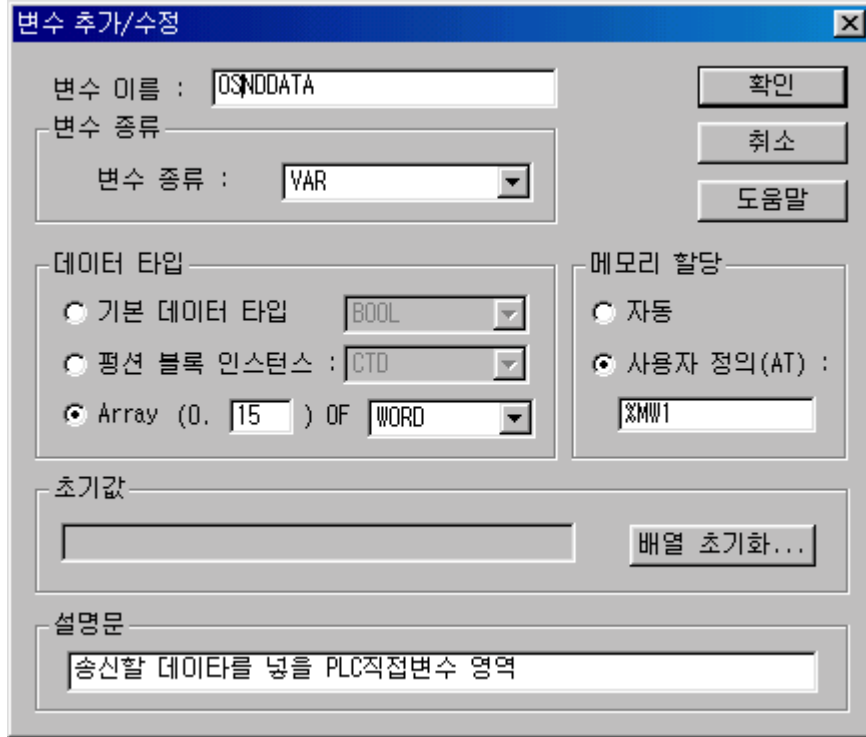 변수 추가/수정
변수 이름 : OSNDDATA
확인
변수 종류
변수 종류 : VAR
취소
도움말
데이터 타입
기본 데이터 타입 BOOL
평션 블록 인스턴스 : CTD
Array (0. 15 ) OF WORD
메모리 할당
자동
사용자 정의(AT) :
%MW1
초기값
배열 초기화...
설명문
송신할 데이타를 넣을 PLC직접변수 영역